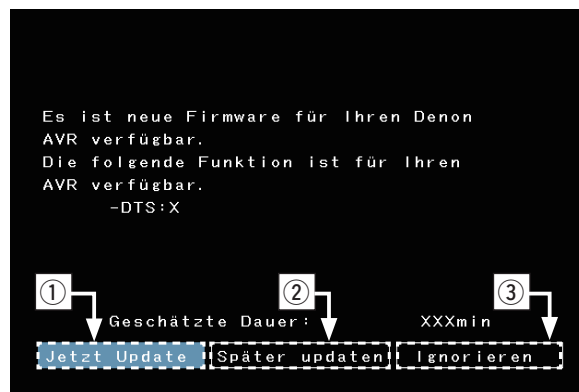 Es ist neue Firmware für Ihren Denon
AVR verfügbar.
Die folgende Funktion ist für Ihren
AVR verfügbar.
-DTS:X
① ② ③
Geschätzte Dauer: XXXmin
Jetzt Update Später updaten Ignorieren